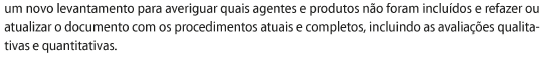 um novo levantamento para averiguar quais agentes e produtos não foram incluídos e refazer ou
atualizar o documento com os procedimentos atuais e completos, incluindo as avaliações qualita-
tivas e quantitativas.